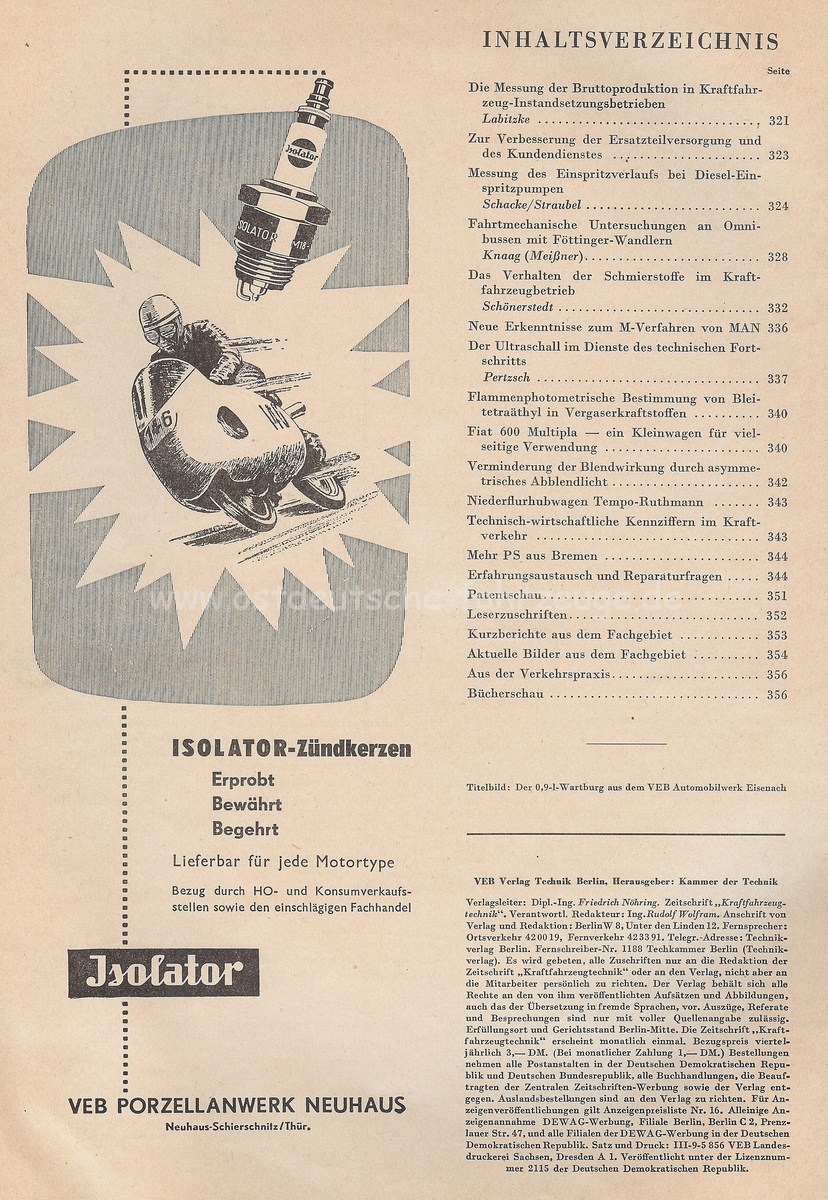 Isolator
ISOLATOR M18-
146
ISOLATOR-Zündkerzen
Erprobt
Bewährt
Begehrt
Lieferbar für jede Motortype
Bezug durch HO- und Konsumverkaufs-
stellen sowie den einschlägigen Fachhandel
Isolator
VEB PORZELLANWERK NEUHAUS
Neuhaus-Schierschnitz/Thür.
INHALTSVERZEICHNIS
Seite
Die Messung der Bruttoproduktion in Kraftfahr-
zeug-Instandsetzungsbetrieben
Labitzke ........................ 321
Zur Verbesserung der Ersatzteilversorgung und
des Kundendienstes ........................ 323
Messung des Einspritzverlaufs bei Diesel-Ein-
spritzpumpen
Schacke/Straubel ........................ 324
Fahrtmechanische Untersuchungen an Omni-
bussen mit Föttinger-Wandlern
Knaag (Meißner) ........................ 328
Das Verhalten der Schmierstoffe im Kraft-
fahrzeugbetrieb
Schönerstedt ........................ 332
Neue Erkenntnisse zum M-Verfahren von MAN 336
Der Ultraschall im Dienste des technischen Fort-
schritts
Pertzsch ........................ 337
Flammenphotometrische Bestimmung von Blei-
tetraäthyl in Vergaserkraftstoffen .......... 340
Fiat 600 Multipla — ein Kleinwagen für viel-
seitige Verwendung ........................ 340
Verminderung der Blendwirkung durch asymme-
trisches Abblendlicht ........................ 342
Niederflurhubwagen Tempo-Ruthmann ....... 343
Technisch-wirtschaftliche Kennziffern im Kraft-
verkehr ........................ 343
Mehr PS aus Bremen ........................ 344
Erfahrungsaustausch und Reparaturfragen ..... 344
Patentschau ........................ 351
Leserzuschriften ........................ 352
Kurzberichte aus dem Fachgebiet ............ 353
Aktuelle Bilder aus dem Fachgebiet .......... 354
Aus der Verkehrspraxis ........................ 356
Bücherschau ........................ 356
Titelbild: Der 0,9-l-Wartburg aus dem VEB Automobilwerk Eisenach
VEB Verlag Technik Berlin, Herausgeber: Kammer der Technik
Verlagsleiter: Dipl.-Ing. Friedrich Nöhring. Zeitschrift „Kraftfahrzeug-
technik“. Verantwortl. Redakteur: Ing. Rudolf Wolfram. Anschrift von
Verlag und Redaktion: Berlin W 8, Unter den Linden 12. Fernsprecher:
Ortsverkehr 42 00 19, Fernverkehr 42 33 91. Telegr.-Adresse: Technik-
verlag Berlin. Fernschreiber-Nr. 1188 Techkammer Berlin (Technik-
verlag). Es wird gebeten, alle Zuschriften nur an die Redaktion der
Zeitschrift „Kraftfahrzeugtechnik“ oder an den Verlag, nicht aber an
die Mitarbeiter persönlich zu richten. Der Verlag behält sich alle
Rechte an den von ihm veröffentlichten Aufsätzen und Abbildungen,
auch das der Übersetzung in fremde Sprachen, vor. Auszüge, Referate
und Besprechungen sind nur mit voller Quellenangabe zulässig.
Erfüllungsort und Gerichtsstand Berlin-Mitte. Die Zeitschrift „Kraft-
fahrzeugtechnik“ erscheint monatlich einmal. Bezugspreis viertel-
jährlich 3,— DM. (Bei monatlicher Zahlung 1,— DM.) Bestellungen
nehmen alle Postanstalten in der Deutschen Demokratischen Repu-
blik und Deutschen Bundesrepublik, alle Buchhandlungen, die Beauf-
tragten der Zentralen Zeitschriften-Werbung sowie der Verlag ent-
gegen. Auslandsbestellungen sind an den Verlag zu richten. Für An-
zeigenveröffentlichungen gilt Anzeigenpreisliste Nr. 16. Alleinige An-
zeigenannahme DEWAG-Werbung, Filiale Berlin, Berlin C 2, Prenz-
lauer Str. 47, und alle Filialen der DEWAG-Werbung in der Deutschen
Demokratischen Republik. Satz und Druck: III-9-5 856 VEB Landes-
druckerei Sachsen, Dresden A 1. Veröffentlicht unter der Lizenznum-
mer 2115 der Deutschen Demokratischen Republik.